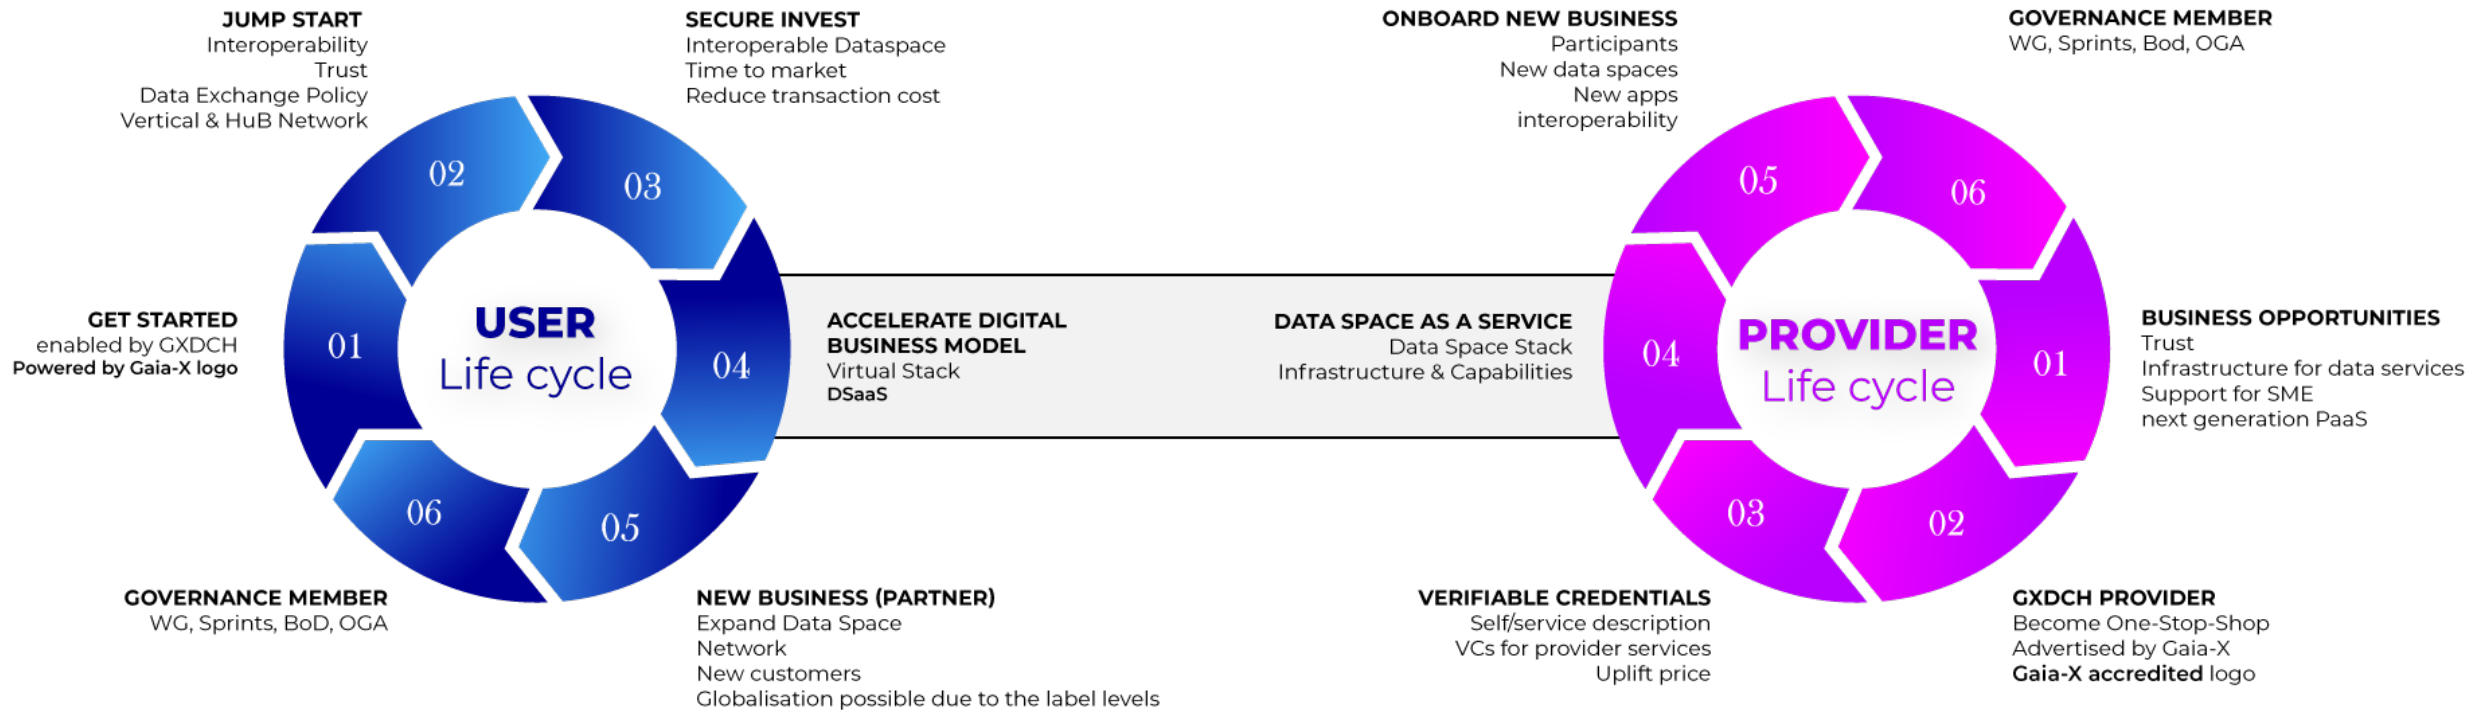 JUMP START
Interoperability
Trust
Data Exchange Policy
Vertical & HuB Network
SECURE INVEST
Interoperable Dataspace
Time to market
Reduce transaction cost
02
03
GET STARTED
enabled by GXDCH
Powered by Gaia-X logo
01
USER
Life cycle
04
ACCELERATE DIGITAL
BUSINESS MODEL
Virtual Stack
DSaaS
06
05
GOVERNANCE MEMBER
WG, Sprints, BoD, OGA
NEW BUSINESS (PARTNER)
Expand Data Space
Network
New customers
Globalisation possible due to the label levels
ONBOARD NEW BUSINESS
Participants
New data spaces
New apps
interoperability
GOVERNANCE MEMBER
WG, Sprints, Bod, OGA
05
06
DATA SPACE AS A SERVICE
Data Space Stack
Infrastructure & Capabilities
04
PROVIDER
Life cycle
01
BUSINESS OPPORTUNITIES
Trust
Infrastructure for data services
Support for SME
next generation PaaS
03
02
VERIFIABLE CREDENTIALS
Self/service description
VCs for provider services
Uplift price
GXDCH PROVIDER
Become One-Stop-Shop
Advertised by Gaia-X
Gaia-X accredited logo